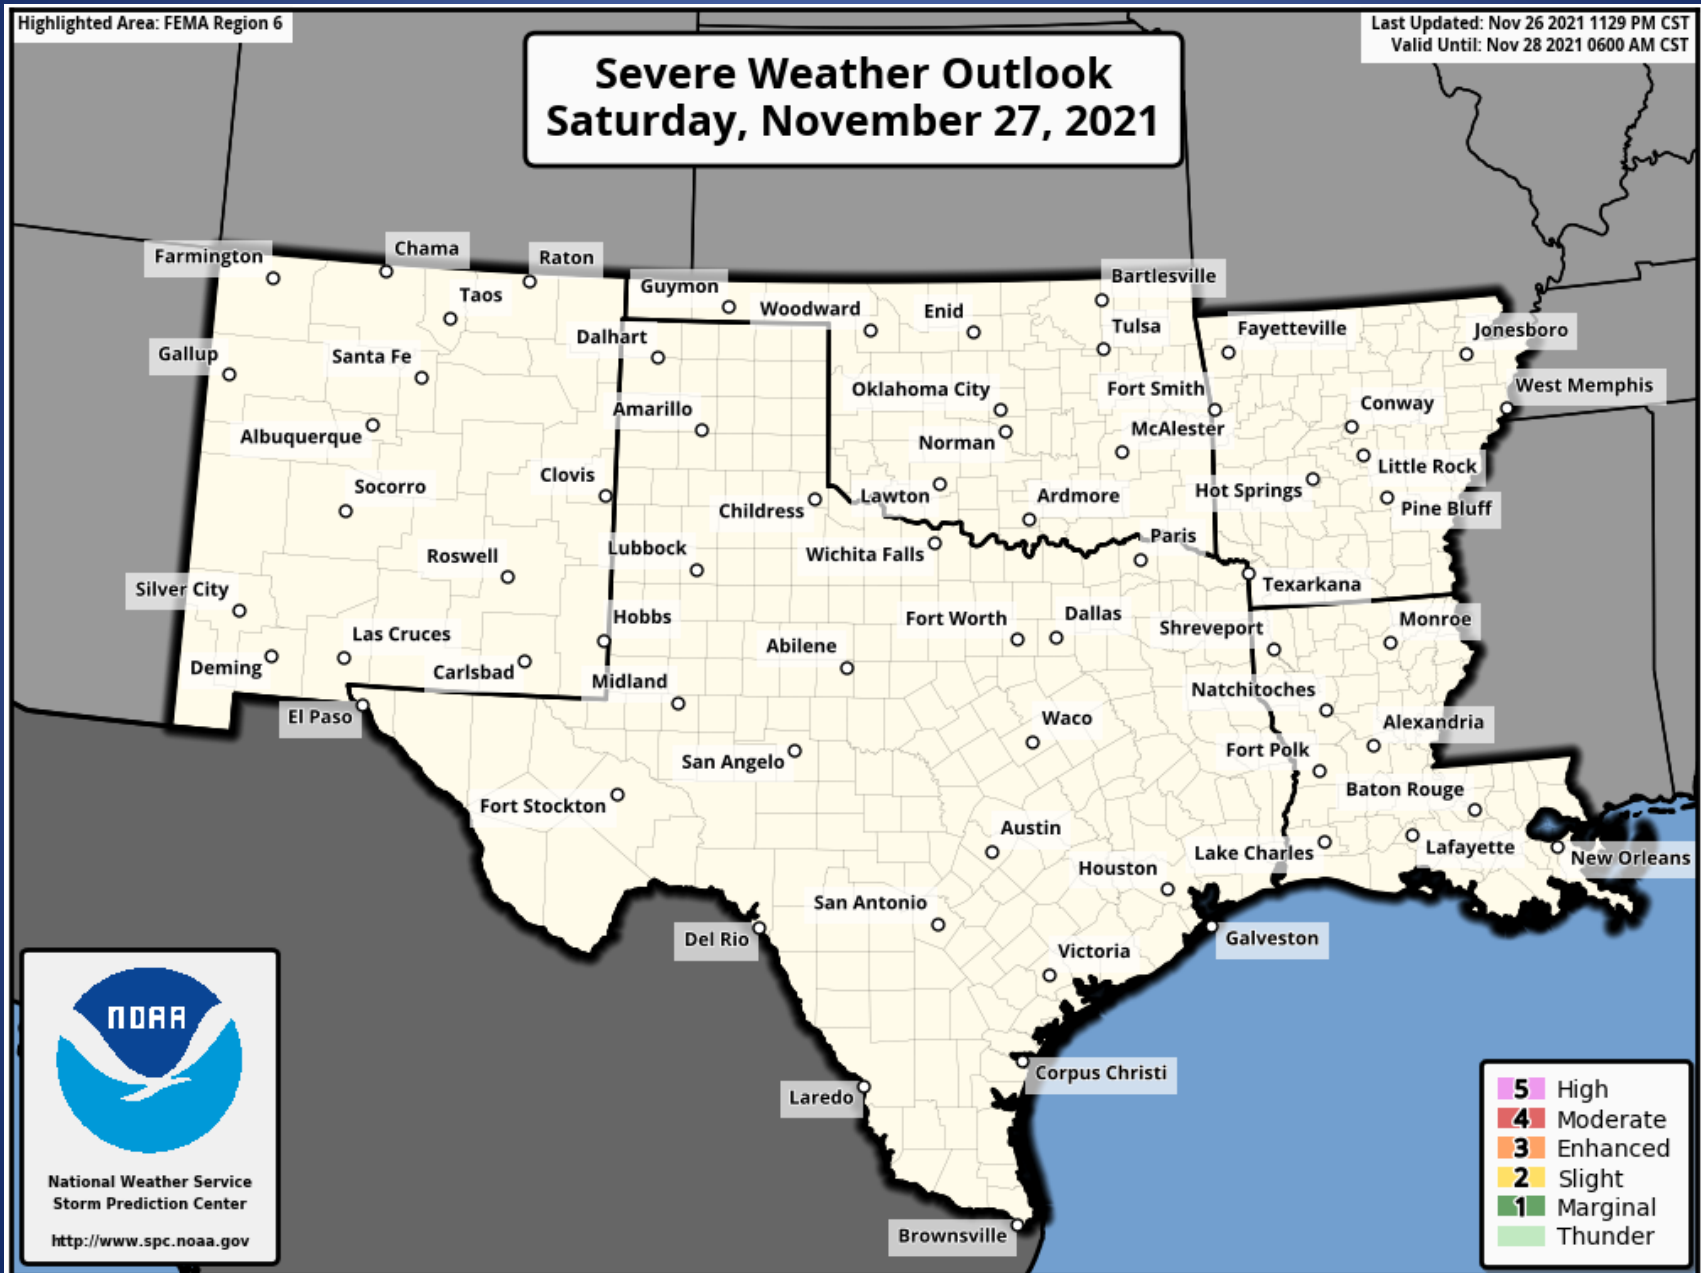 Highlighted Area: FEMA Region 6
Last Updated: Nov 26 2021 1129 PM CST
Valid Until: Nov 28 2021 0600 AM CST
Severe Weather Outlook
Saturday, November 27, 2021
Farmington
Chama
Raton
Taos
Guymon
Woodward
Enid
Bartlesville
Tulsa
Fayetteville
Jonesboro
Gallup
Santa Fe
Dalhart
Oklahoma City
Fort Smith
Conway
West Memphis
Albuquerque
Amarillo
Norman
McAlester
Little Rock
Socorro
Clovis
Childress
Lawton
Ardmore
Hot Springs
Pine Bluff
Roswell
Lubbock
Wichita Falls
Paris
Texarkana
Silver City
Las Cruces
Hobbs
Fort Worth
Dallas
Shreveport
Monroe
Deming
Carlsbad
Midland
Abilene
Natchitoches
El Paso
San Angelo
Waco
Fort Polk
Alexandria
Fort Stockton
Austin
Baton Rouge
Houston
Lake Charles
Lafayette
New Orleans
San Antonio
Del Rio
Victoria
Galveston
Laredo
Corpus Christi
Brownsville
NOAA
National Weather Service
Storm Prediction Center
http://www.spc.noaa.gov
5 High
4 Moderate
3 Enhanced
2 Slight
1 Marginal
Thunder